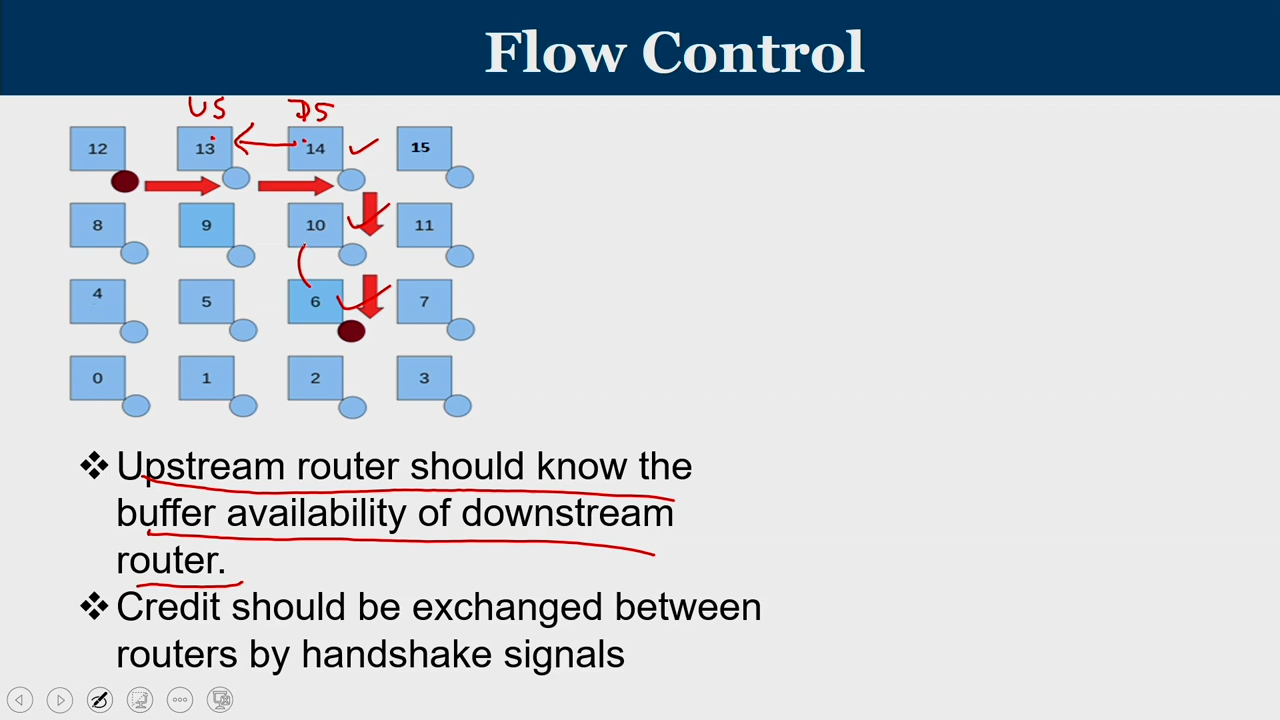 Flow Control
US DS
12 13 14 15
8 9 10 11
4 5 6 7
0 1 2 3
❖ Upstream router should know the
buffer availability of downstream
router.
❖ Credit should be exchanged between
routers by handshake signals